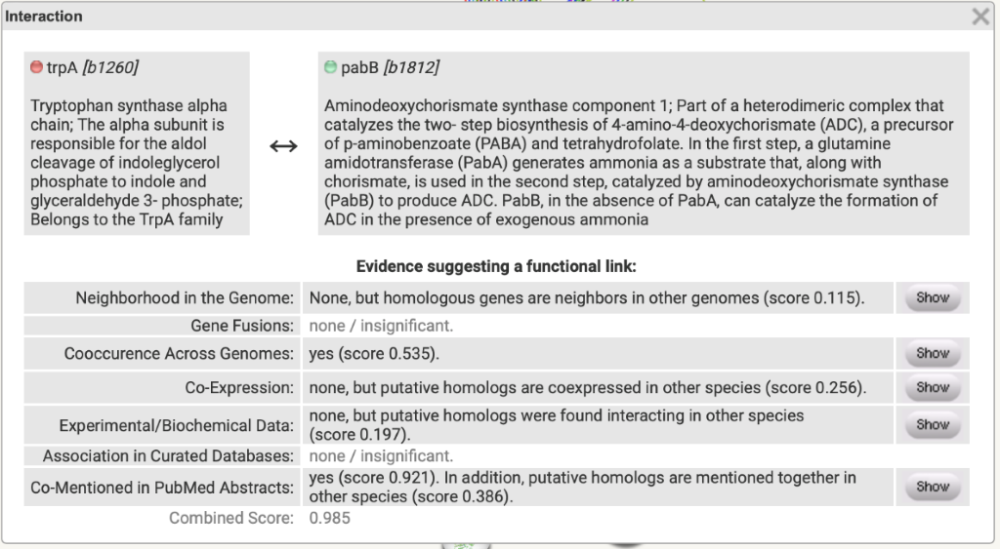 Interaction
trpA [b1260]
Tryptophan synthase alpha
chain; The alpha subunit is
responsible for the aldol
cleavage of indoleglycerol
phosphate to indole and
glyceraldehyde 3- phosphate;
Belongs to the TrpA family
pabB [b1812]
Aminodeoxychorismate synthase component 1; Part of a heterodimeric complex that
catalyzes the two- step biosynthesis of 4-amino-4-deoxychorismate (ADC), a precursor
of p-aminobenzoate (PABA) and tetrahydrofolate. In the first step, a glutamine
amidotransferase (PabA) generates ammonia as a substrate that, along with
chorismate, is used in the second step, catalyzed by aminodeoxychorismate synthase
(PabB) to produce ADC. PabB, in the absence of PabA, can catalyze the formation of
ADC in the presence of exogenous ammonia
Evidence suggesting a functional link:
Neighborhood in the Genome: None, but homologous genes are neighbors in other genomes (score 0.115). Show
Gene Fusions: none / insignificant.
Cooccurence Across Genomes: yes (score 0.535). Show
Co-Expression: none, but putative homologs are coexpressed in other species (score 0.256). Show
Experimental/Biochemical Data: none, but putative homologs were found interacting in other species
(score 0.197). Show
Association in Curated Databases: none / insignificant.
Co-Mentioned in PubMed Abstracts: yes (score 0.921). In addition, putative homologs are mentioned together in
other species (score 0.386). Show
Combined Score: 0.985